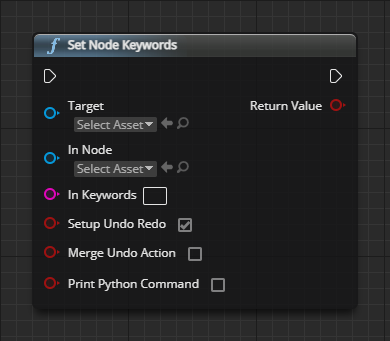 f Set Node Keywords
Target
Return Value
Select Asset
In Node
Select Asset
In Keywords
Setup Undo Redo
Merge Undo Action
Print Python Command